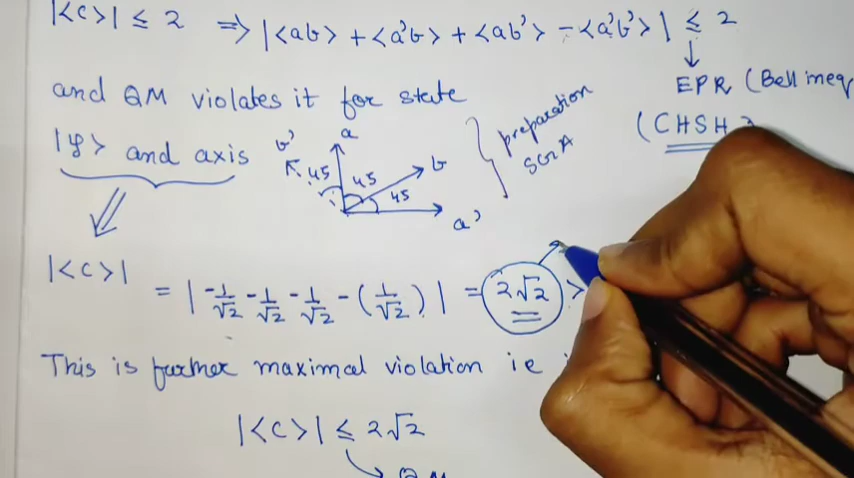 |<c>| ≤ 2 ⇒ |<ab> + <a'b> + <ab'> - <a'b'>| ≤ 2
↓
EPR (Bell ineq
(CHSH)
and QM violates it for state
|ψ> and axis
b' a b a'
45 45 45
preparation
SGA
|<c>| = |-1/√2 - 1/√2 - 1/√2 - (1/√2)| = 2√2 >
This is further maximal violation ie
|<c>| ≤ 2√2
QM